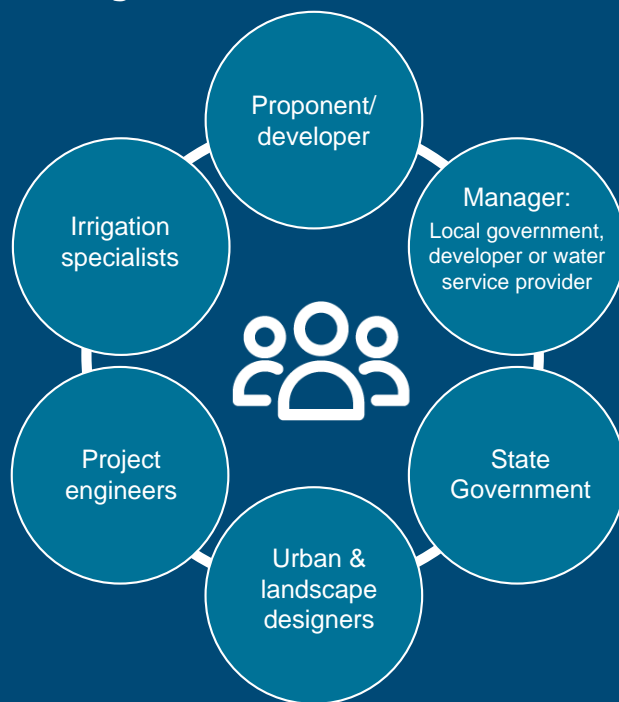 Proponent/
developer
Manager:
Local government,
developer or water
service provider
State
Government
Urban &
landscape
designers
Project
engineers
Irrigation
specialists